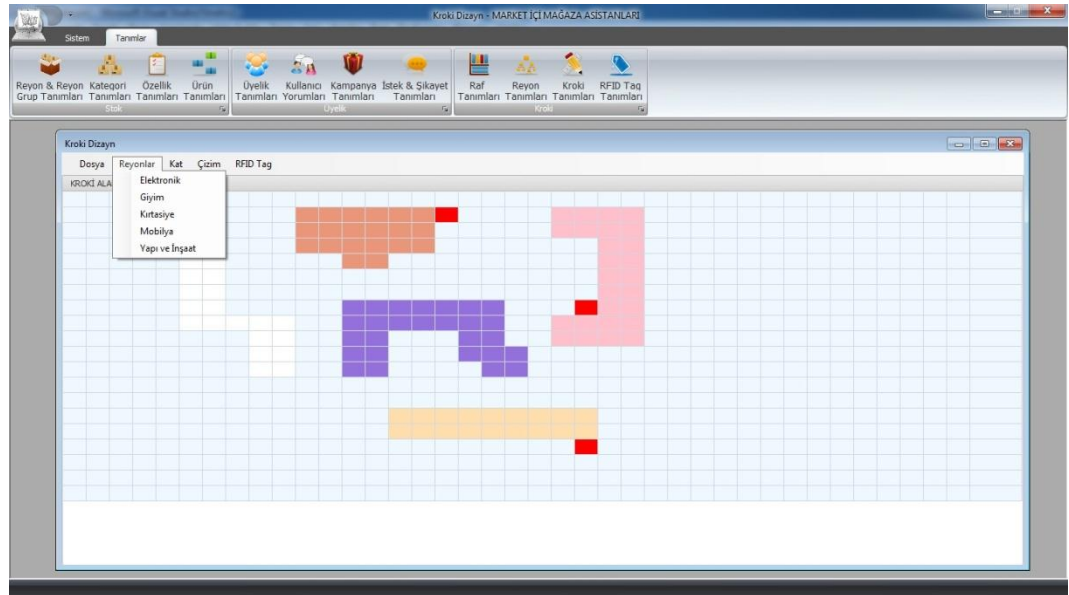 Kroki Dizayn - MARKET İÇİ MAĞAZA ASİSTANLARI
Sistem Tanımlar
Reyon & Reyon Grup Tanımları
Kategori Tanımları
Özellik Tanımları
Ürün Tanımları
Stok
Üyelik Tanımları
Kullanıcı Yorumları
Kampanya Tanımları
İstek & Şikayet Tanımları
Üyelik
Raf Tanımları
Reyon Tanımları
Kroki Tanımları
RFID Tag Tanımları
Kroki
Kroki Dizayn
Dosya Reyonlar Kat Çizim RFID Tag
KROKİ ALA
Elektronik
Giyim
Kırtasiye
Mobilya
Yapı ve İnşaat